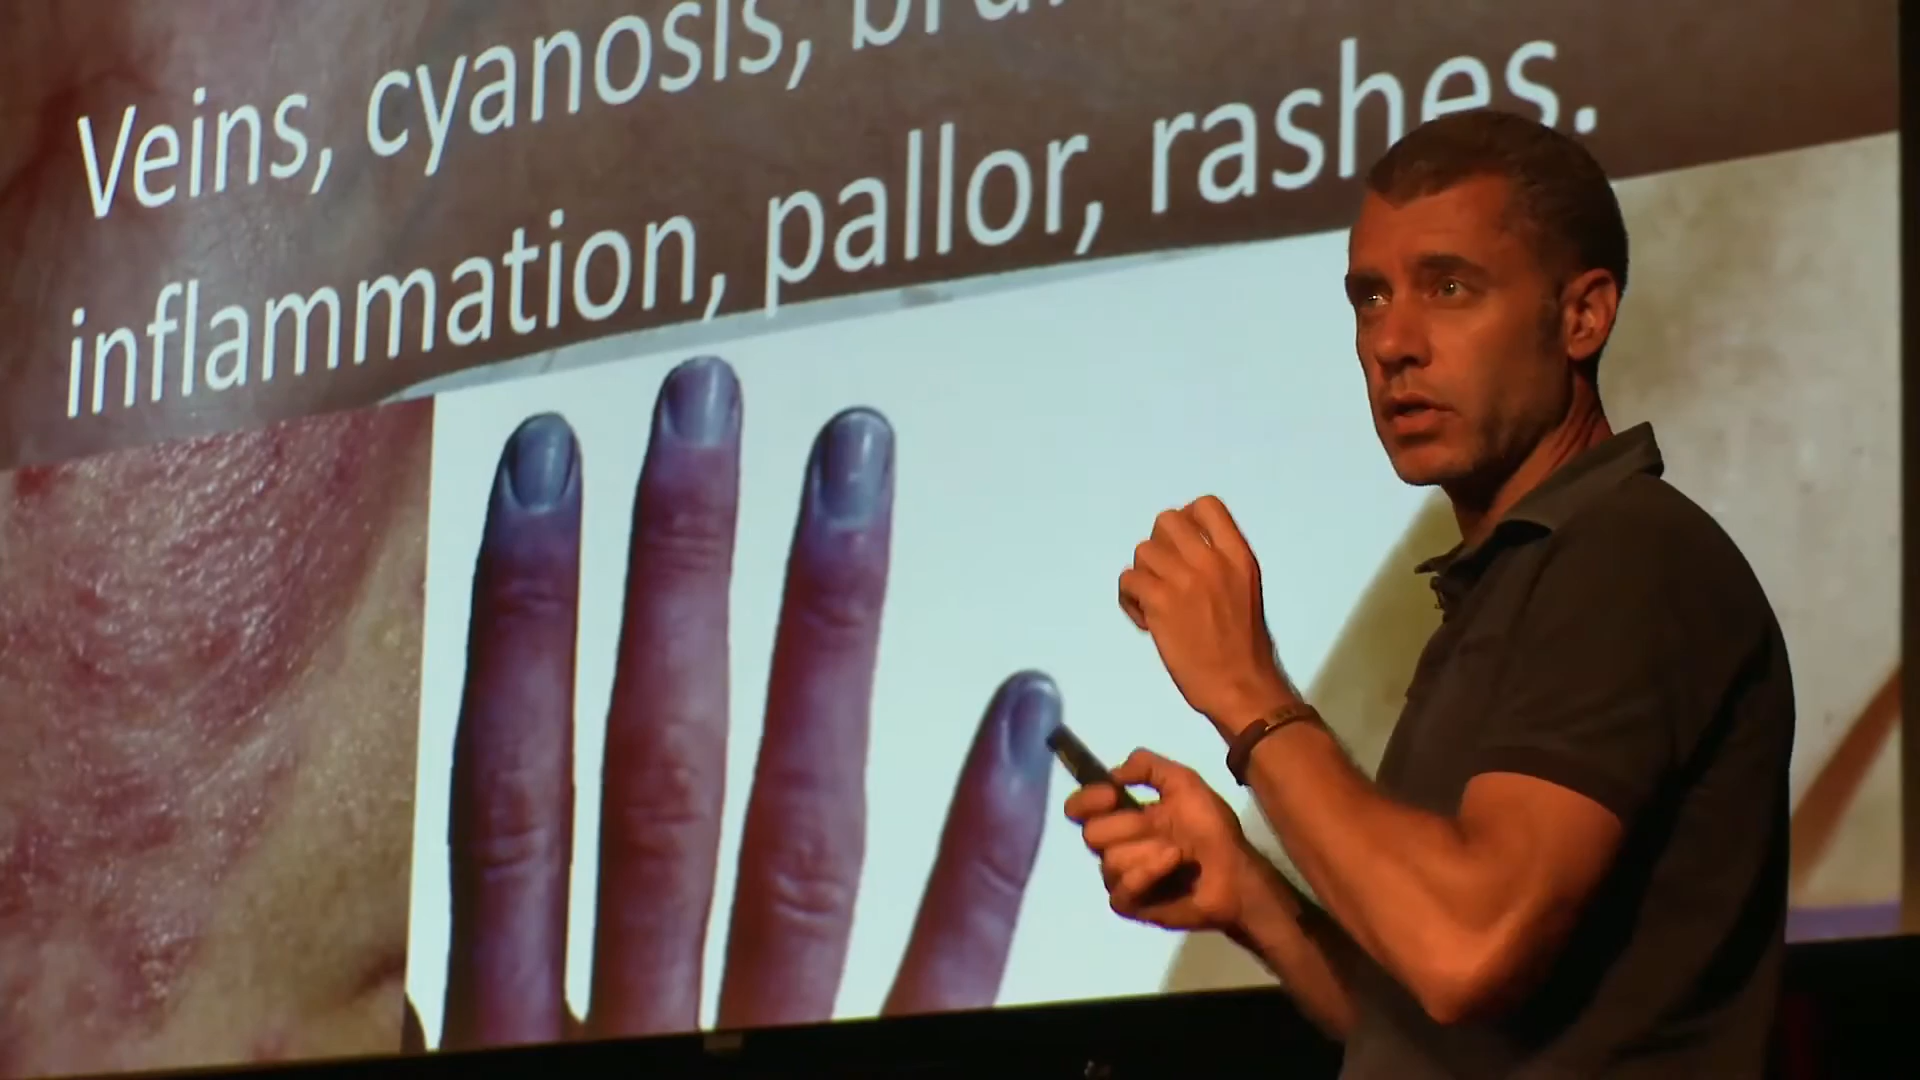 Veins, cyanosis,
inflammation, pallor, rashes.